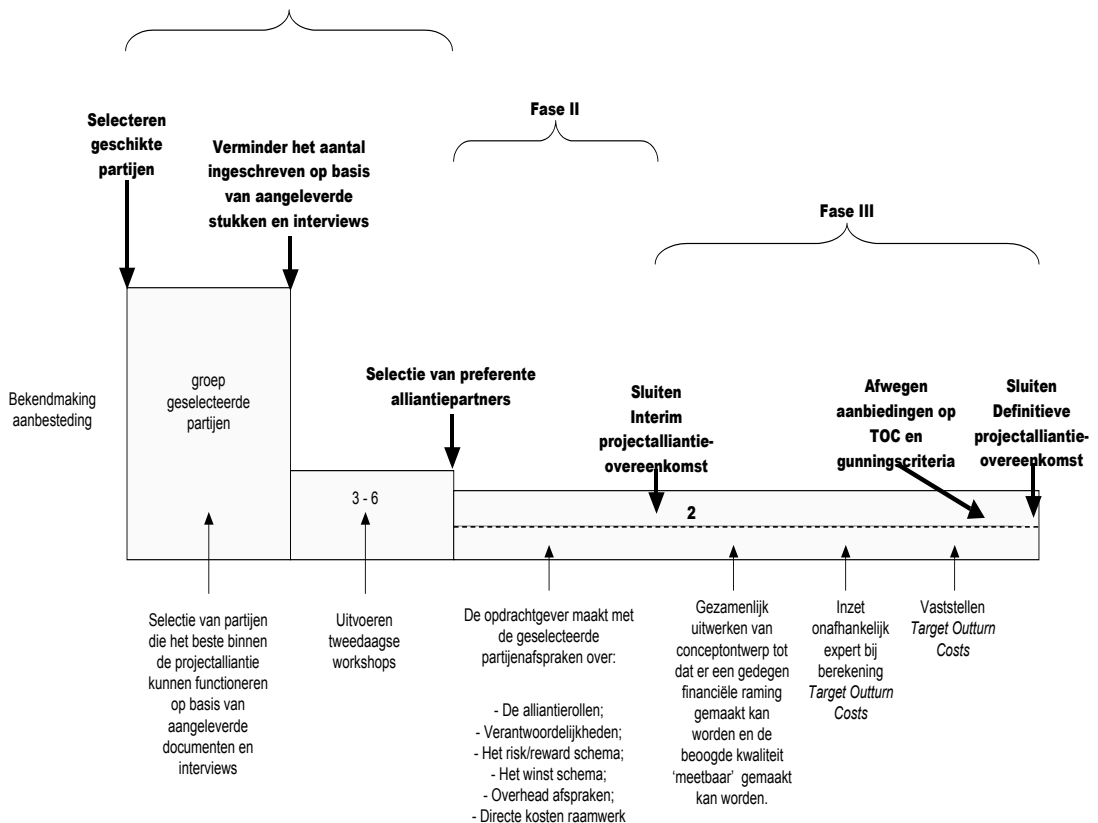 Selecteren
geschikte
partijen
Verminder het aantal
ingeschreven op basis
van aangeleverde
stukken en interviews
Fase II
Fase III
Bekendmaking
aanbesteding
groep
geselecteerde
partijen
Selectie van preferente
alliantiepartners
Sluiten
Interim
projectalliantie-
overeenkomst
Afwegen
aanbiedingen op
TOC en
gunningscriteria
Sluiten
Definitieve
projectalliantie-
overeenkomst
3 - 6
2
Selectie van partijen
die het beste binnen
de projectalliantie
kunnen functioneren
op basis van
aangeleverde
documenten en
interviews
Uitvoeren
tweedaagse
workshops
De opdrachtgever maakt met
de geselecteerde
partijenafspraken over:
- De alliantierollen;
- Verantwoordelijkheden;
- Het risk/reward schema;
- Het winst schema;
- Overhead afspraken;
- Directe kosten raamwerk
Gezamenlijk
uitwerken van
conceptontwerp tot
dat er een gedegen
financiële raming
gemaakt kan
worden en de
beoogde kwaliteit
‘meetbaar’ gemaakt
kan worden.
Inzet
onafhankelijk
expert bij
berekening
Target Outturn
Costs
Vaststellen
Target Outturn
Costs